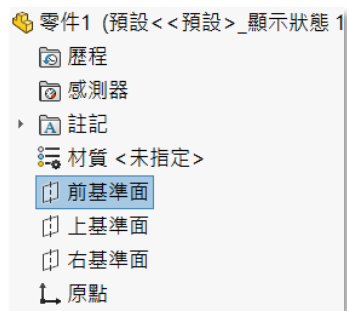 零件1 (預設<<預設>_顯示狀態 1
歷程
感測器
註記
材質 <未指定>
前基準面
上基準面
右基準面
原點